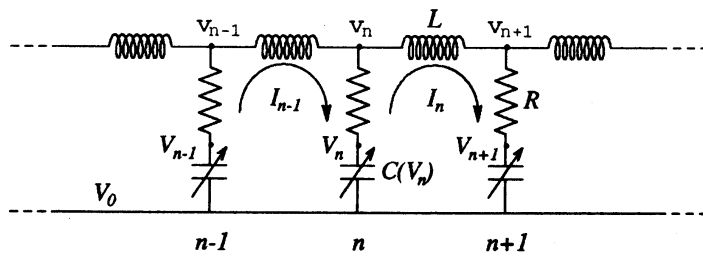 v_{n-1} v_n L v_{n+1}
I_{n-1} I_n R
V_{n-1} V_n C(V_n) V_{n+1}
V_0
n-1 n n+1